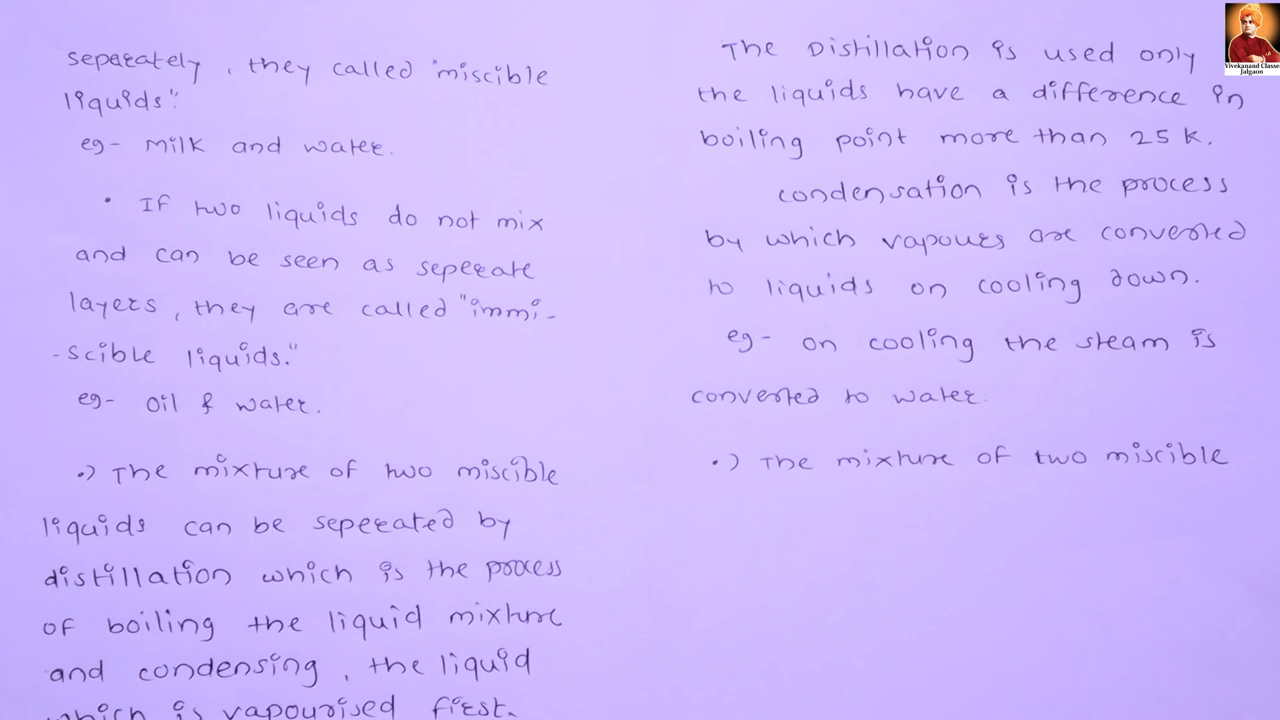 seperately, they called "miscible
liquids".
eg- milk and water.
• If two liquids do not mix
and can be seen as seperate
layers, they are called "immi-
-scible liquids."
eg- Oil & water.
•) The mixture of two miscible
liquids can be seperated by
distillation which is the process
of boiling the liquid mixture
and condensing, the liquid
which is vapourised first.
The Distillation is used only
the liquids have a difference in
boiling point more than 25 K.
condensation is the process
by which vapours are converted
to liquids on cooling down.
eg- on cooling the steam is
converted to water.
•) The mixture of two miscible
Vivekanand Classes
Jalgaon